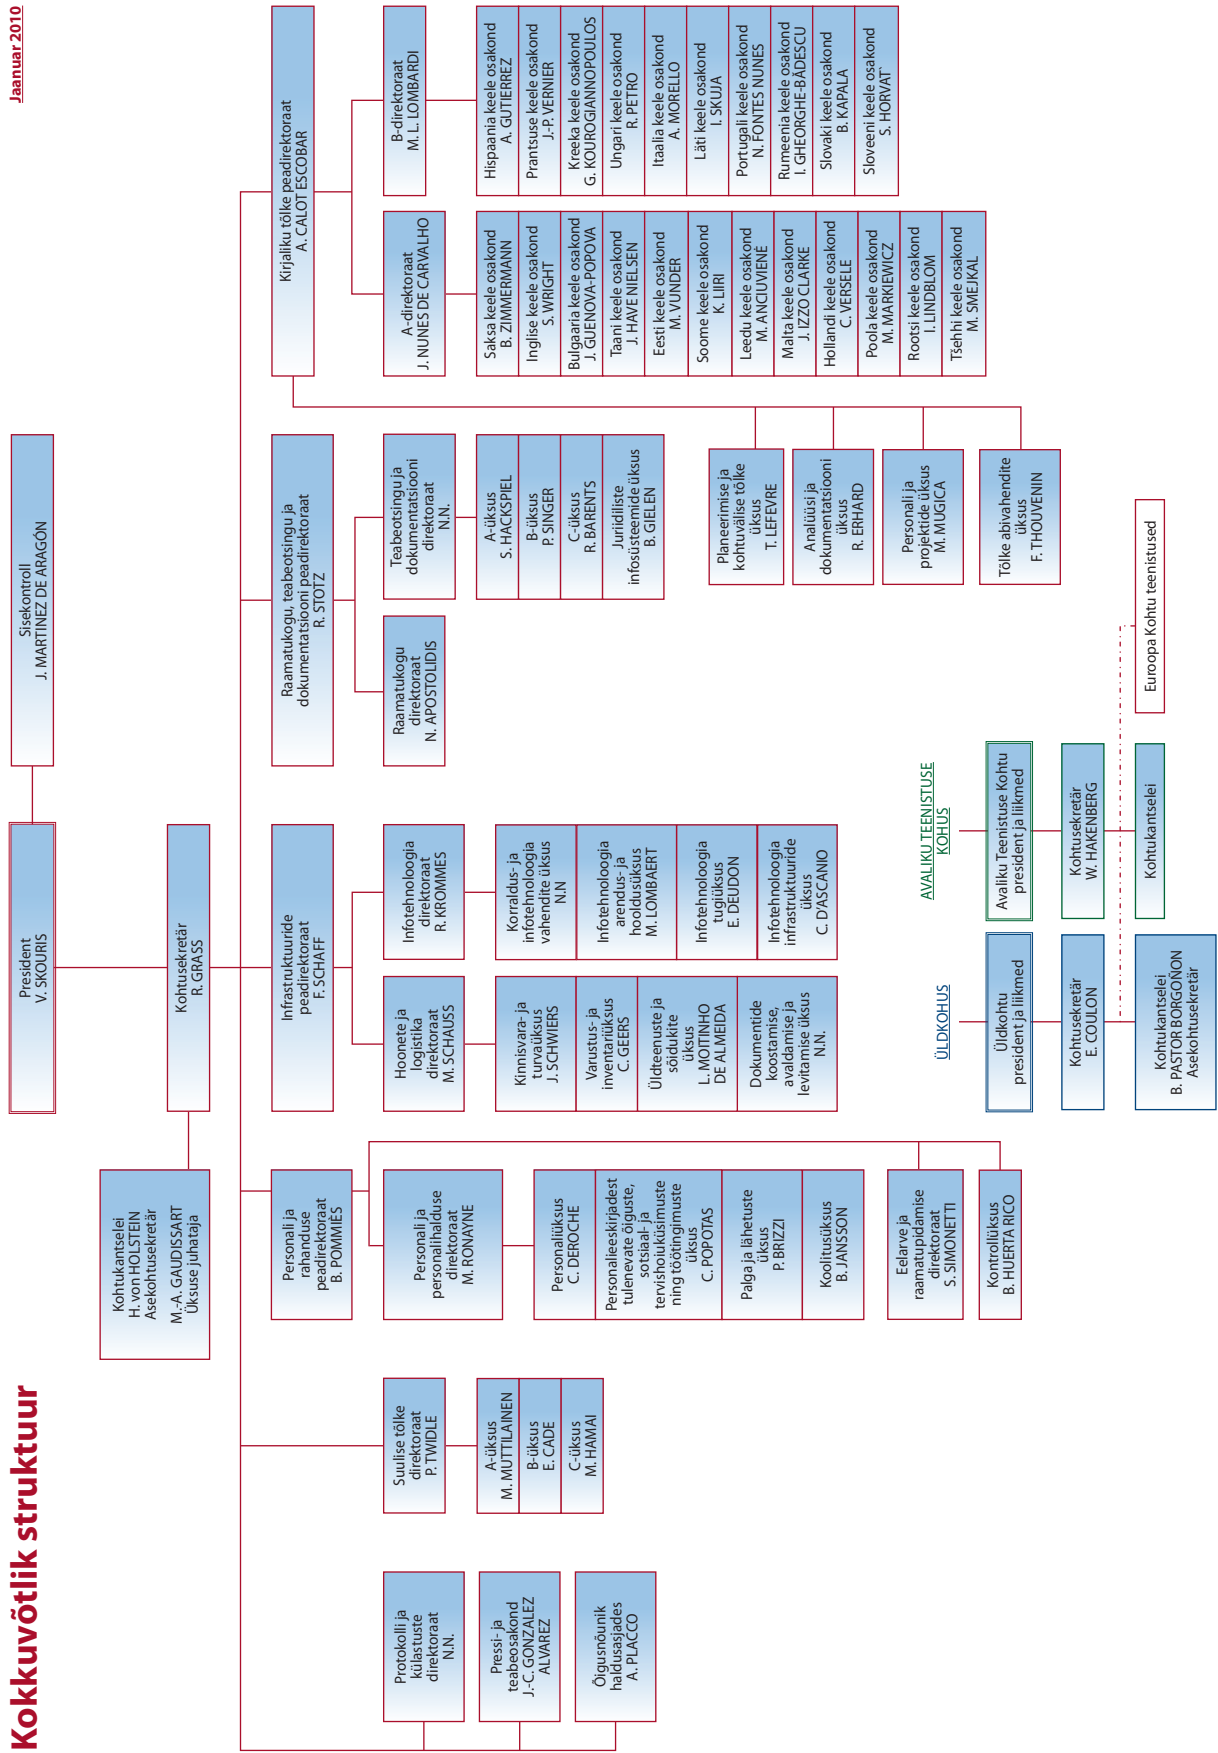 Kokkuvõtlik struktuur
Jaanuar 2010
President
V. SKOURIS
Sisekontroll
J. MARTINEZ DE ARAGÓN
Kohtukantselei
H. von HOLSTEIN
Asekohtusekretär
M.-A. GAUDISSART
Üksuse juhataja
Kohtusekretär
R. GRASS
Protokolli ja
külastuste
direktoraat
N.N.
Pressi- ja
teabeosakond
J.-C. GONZALEZ
ALVAREZ
Õigusnõunik
haldusasjades
A. PLACCO
Suulise tõlke
direktoraat
P. TWIDLE
A-üksus
M. MUTTILAINEN
B-üksus
E. CADE
C-üksus
M. HAMAI
Personali ja
rahanduse
peadirektoraat
B. POMMIÈS
Personali ja
personalihalduse
direktoraat
M. RONAYNE
Personaliüksus
C. DEROCHE
Personalieeskirjadest
tulenevate õiguste,
sotsiaal- ja
tervishoiuküsimuste
ning töötingimuste
üksus
C. POPOTAS
Palga ja lähetuste
üksus
P. BRIZZI
Koolitusüksus
B. JANSSON
Eelarve ja
raamatupidamise
direktoraat
S. SIMONETTI
Kontrollüksus
B. HUERTA RICO
Infrastruktuuride
peadirektoraat
F. SCHAFF
Hoonete ja
logistika
direktoraat
M. SCHAUSS
Kinnisvara- ja
turvaüksus
J. SCHWIERS
Varustus- ja
inventariüksus
C. GEERS
Üldteenuste ja
sõidukite
üksus
L. MOITINHO
DE ALMEIDA
Dokumentide
koostamise,
avaldamise ja
levitamise üksus
N.N.
Infotehnoloogia
direktoraat
R. KROMMES
Korraldus- ja
infotehnoloogia
vahendite üksus
N.N
Infotehnoloogia
arendus- ja
hooldusüksus
M. LOMBAERT
Infotehnoloogia
tugiüksus
E. DEUDON
Infotehnoloogia
infrastruktuuride
üksus
C. D'ASCANIO
Raamatukogu, teabeotsingu ja
dokumentatsiooni peadirektoraat
R. STOTZ
Raamatukogu
direktoraat
N. APOSTOLIDIS
Teabeotsingu ja
dokumentatsiooni
direktoraat
N.N.
A-üksus
S. HACKSPIEL
B-üksus
P. SINGER
C-üksus
R. BARENTS
Juriidiliste
infosüsteemide üksus
B. GIELEN
Kirjaliku tõlke peadirektoraat
A. CALOT ESCOBAR
A-direktoraat
J. NUNES DE CARVALHO
Saksa keele osakond
B. ZIMMERMANN
Inglise keele osakond
S. WRIGHT
Bulgaaria keele osakond
J. GUENOVA-POPOVA
Taani keele osakond
J. HAVE NIELSEN
Eesti keele osakond
M. VUNDER
Soome keele osakond
K. LIIRI
Leedu keele osakond
M. ANCIUVIENÉ
Malta keele osakond
J. IZZO CLARKE
Hollandi keele osakond
C. VERSELE
Poola keele osakond
M. MARKIEWICZ
Rootsi keele osakond
I. LINDBLOM
Tšehhi keele osakond
M. SMEJKAL
B-direktoraat
M. L. LOMBARDI
Hispaania keele osakond
A. GUTIERREZ
Prantsuse keele osakond
J.-P. VERNIER
Kreeka keele osakond
G. KOUROGIANNOPOULOS
Ungari keele osakond
R. PETRO
Itaalia keele osakond
A. MORELLO
Läti keele osakond
I. SKUJA
Portugali keele osakond
N. FONTES NUNES
Rumeenia keele osakond
I. GHEORGHE-BĂDESCU
Slovaki keele osakond
B. KAPALA
Sloveeni keele osakond
S. HORVAT`
Planeerimise ja
kohtuvälise tõlke
üksus
T. LEFEVRE
Analüüsi ja
dokumentatsiooni
üksus
R. ERHARD
Personali ja
projektide üksus
M. MUGICA
Tõlke abivahendite
üksus
F. THOUVENIN
ÜLDKOHUS
Üldkohtu
president ja liikmed
Kohtusekretär
E. COULON
Kohtukantselei
B. PASTOR BORGOÑON
Asekohtusekretär
AVALIKU TEENISTUSE
KOHUS
Avaliku Teenistuse Kohtu
president ja liikmed
Kohtusekretär
W. HAKENBERG
Kohtukantselei
Euroopa Kohtu teenistused